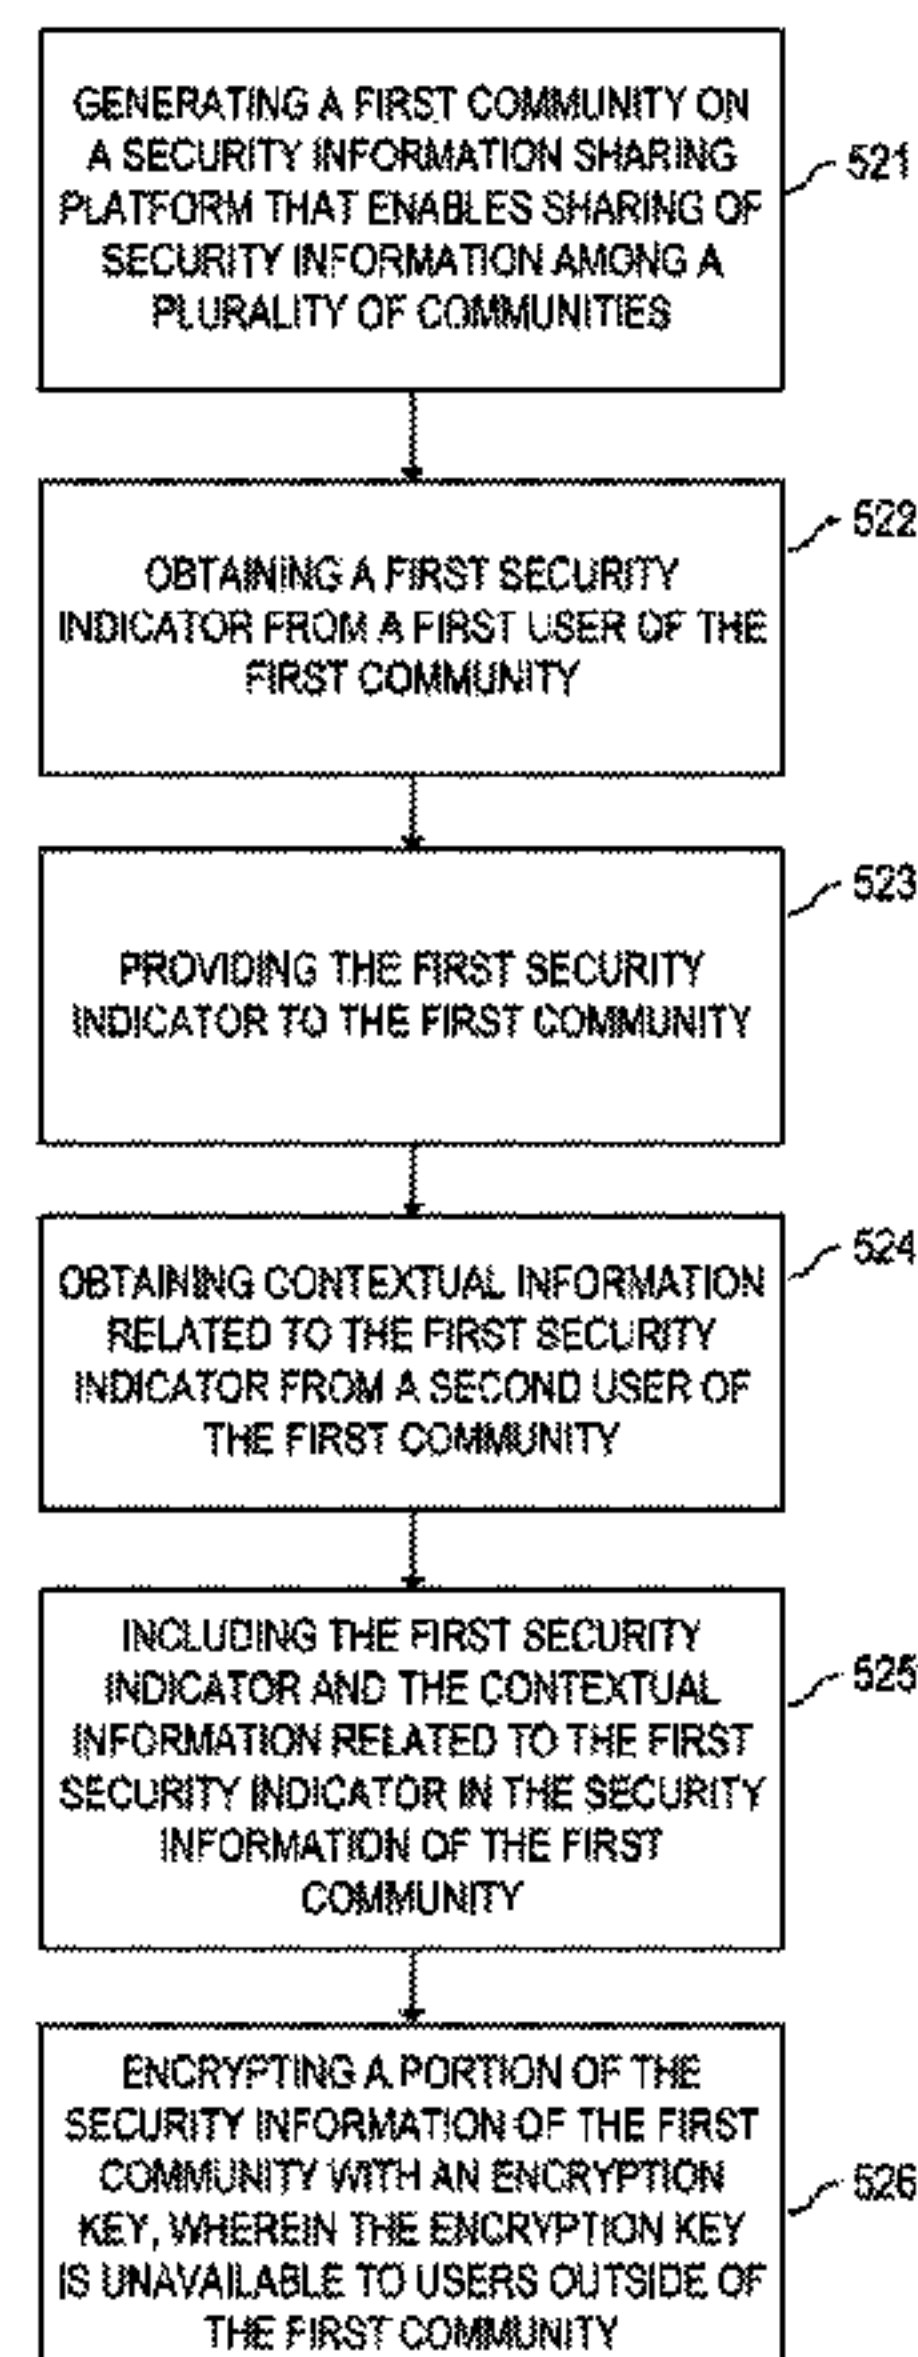 GENERATING A FIRST COMMUNITY ON
A SECURITY INFORMATION SHARING
PLATFORM THAT ENABLES SHARING OF
SECURITY INFORMATION AMONG A
PLURALITY OF COMMUNITIES
521
OBTAINING A FIRST SECURITY
INDICATOR FROM A FIRST USER OF THE
FIRST COMMUNITY
522
PROVIDING THE FIRST SECURITY
INDICATOR TO THE FIRST COMMUNITY
523
OBTAINING CONTEXTUAL INFORMATION
RELATED TO THE FIRST SECURITY
INDICATOR FROM A SECOND USER OF
THE FIRST COMMUNITY
524
INCLUDING THE FIRST SECURITY
INDICATOR AND THE CONTEXTUAL
INFORMATION RELATED TO THE FIRST
SECURITY INDICATOR IN THE SECURITY
INFORMATION OF THE FIRST
COMMUNITY
525
ENCRYPTING A PORTION OF THE
SECURITY INFORMATION OF THE FIRST
COMMUNITY WITH AN ENCRYPTION
KEY, WHEREIN THE ENCRYPTION KEY
IS UNAVAILABLE TO USERS OUTSIDE OF
THE FIRST COMMUNITY
526